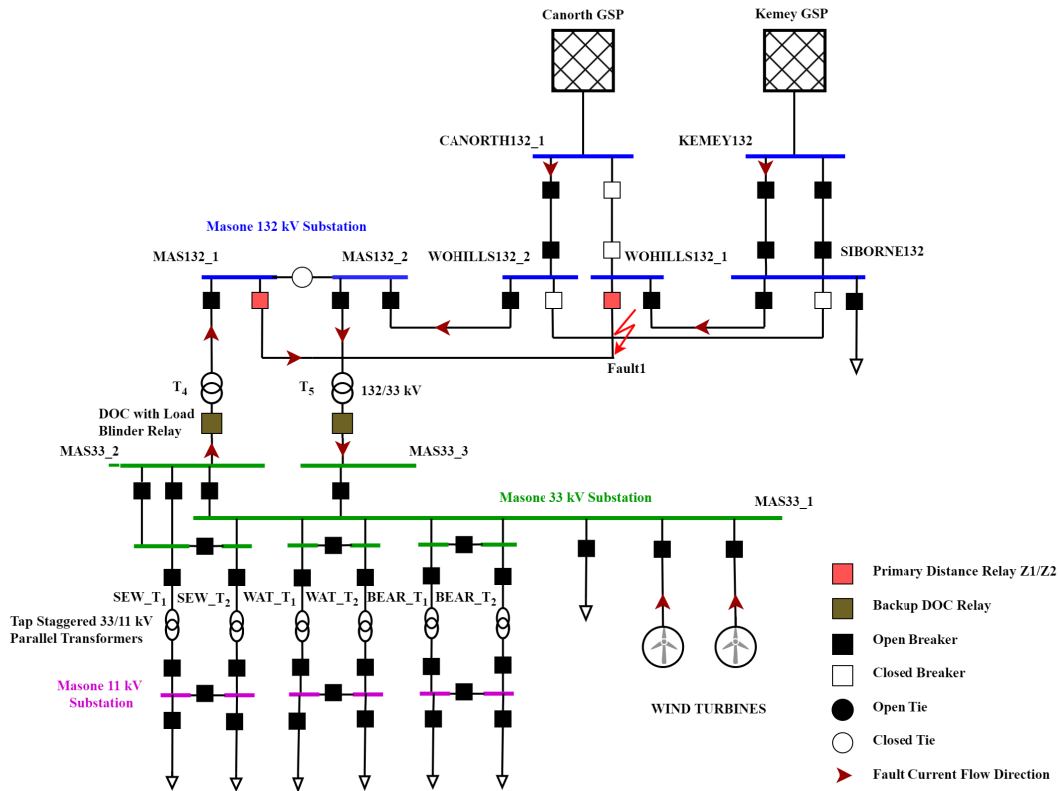 Canorth GSP
Kemey GSP
CANORTH132_1
KEMEY132
Masone 132 kV Substation
MAS132_1
MAS132_2
WOHILLS132_2
WOHILLS132_1
SIBORNE132
Fault1
T4
T5
132/33 kV
DOC with Load
Blinder Relay
MAS33_2
MAS33_3
Masone 33 kV Substation
MAS33_1
SEW_T1
SEW_T2
WAT_T1
WAT_T2
BEAR_T1
BEAR_T2
Tap Staggered 33/11 kV
Parallel Transformers
Masone 11 kV
Substation
WIND TURBINES
Primary Distance Relay Z1/Z2
Backup DOC Relay
Open Breaker
Closed Breaker
Open Tie
Closed Tie
Fault Current Flow Direction